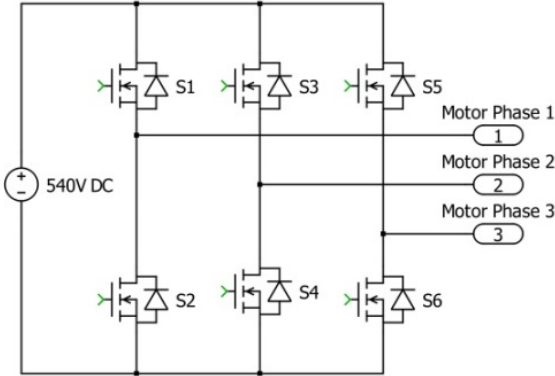 S1
S3
S5
Motor Phase 1
1
Motor Phase 2
2
540V DC
Motor Phase 3
3
S2
S4
S6